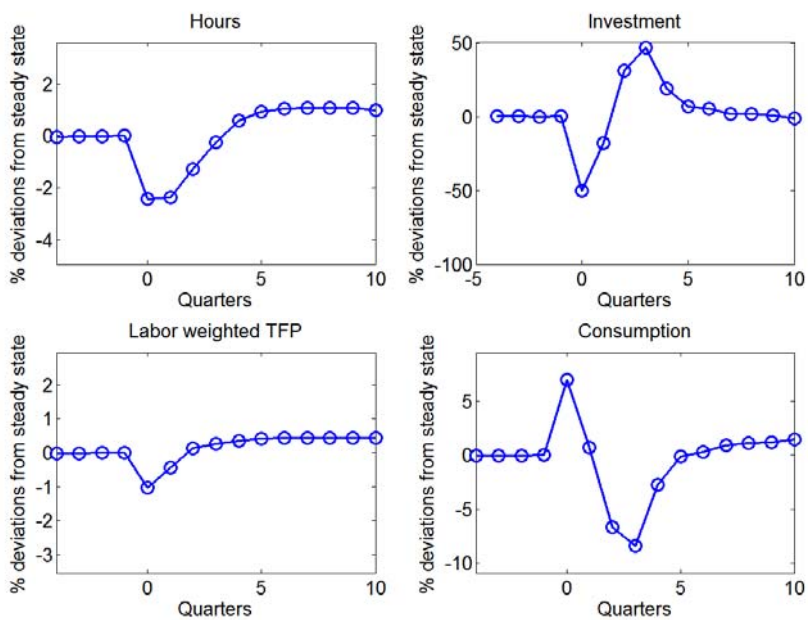 Hours
% deviations from steady state
2
0
-2
-4
0 5 10
Quarters
Investment
% deviations from steady state
50
0
-50
-100
-5 0 5 10
Quarters
Labor weighted TFP
% deviations from steady state
2
1
0
-1
-2
-3
0 5 10
Quarters
Consumption
% deviations from steady state
5
0
-5
-10
0 5 10
Quarters